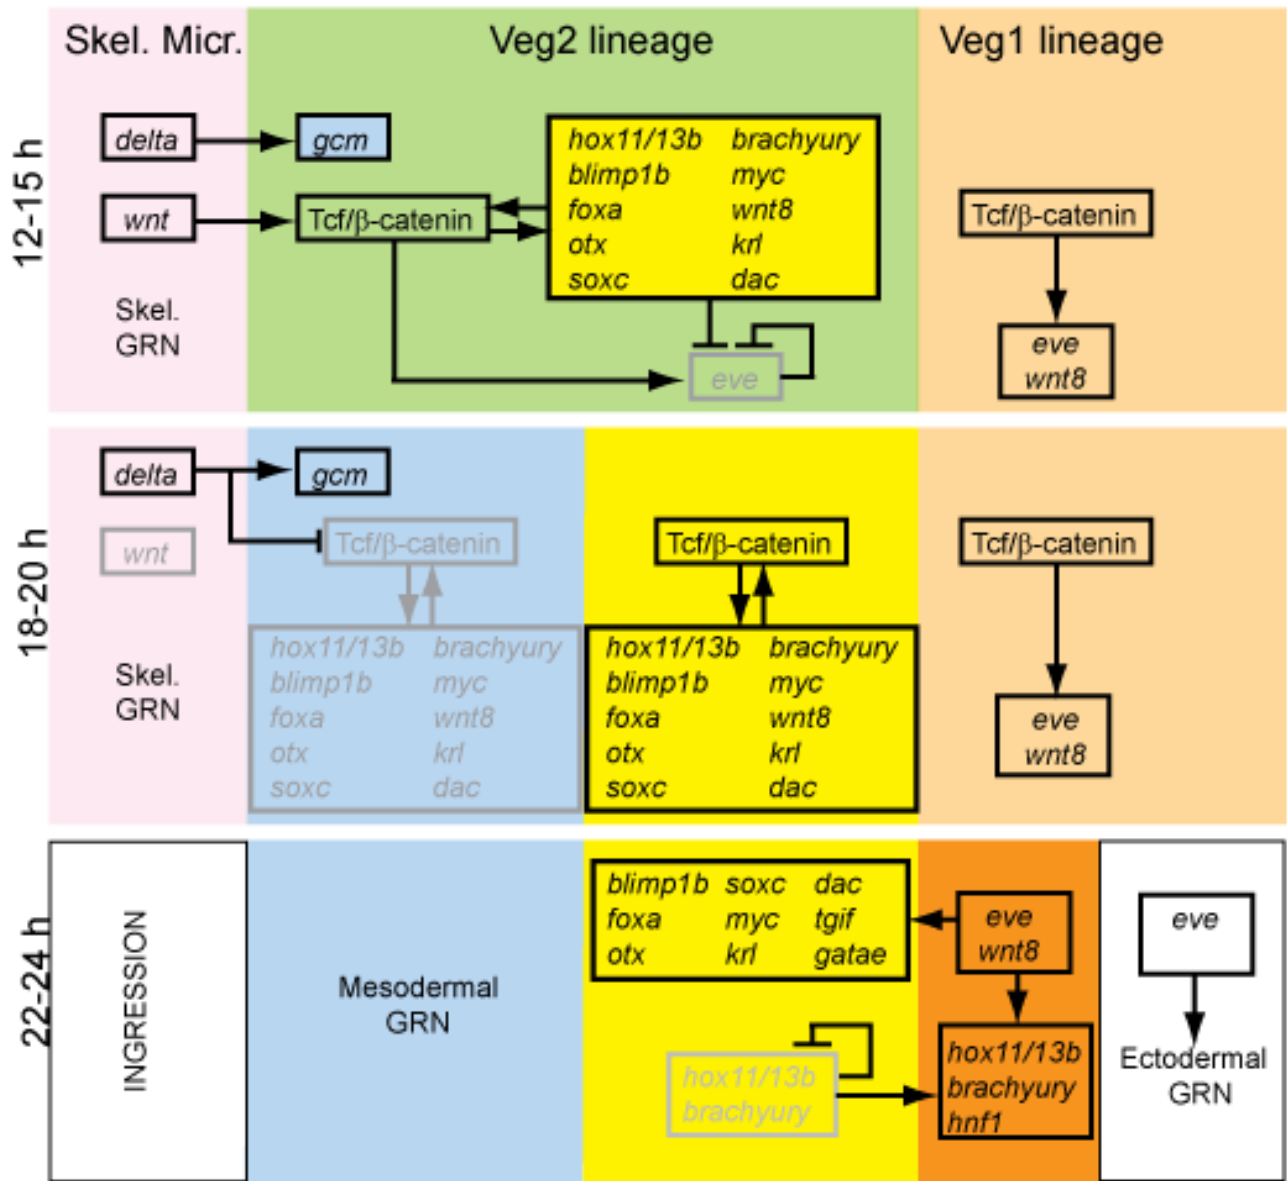 Skel. Micr. Veg2 lineage Veg1 lineage
12-15 h
delta gcm
wnt Tcf/β-catenin
hox11/13b brachyury
blimp1b myc
foxa wnt8
otx krl
soxc dac
eve
Skel.
GRN
Tcf/β-catenin
eve
wnt8
18-20 h
delta gcm
wnt
Skel.
GRN
Tcf/β-catenin
hox11/13b brachyury
blimp1b myc
foxa wnt8
otx krl
soxc dac
Tcf/β-catenin
hox11/13b brachyury
blimp1b myc
foxa wnt8
otx krl
soxc dac
Tcf/β-catenin
eve
wnt8
22-24 h
INGRESSION
Mesodermal
GRN
blimp1b soxc dac
foxa myc tgif
otx krl gatae
hox11/13b
brachyury
eve
wnt8
hox11/13b
brachyury
hnf1
eve
Ectodermal
GRN